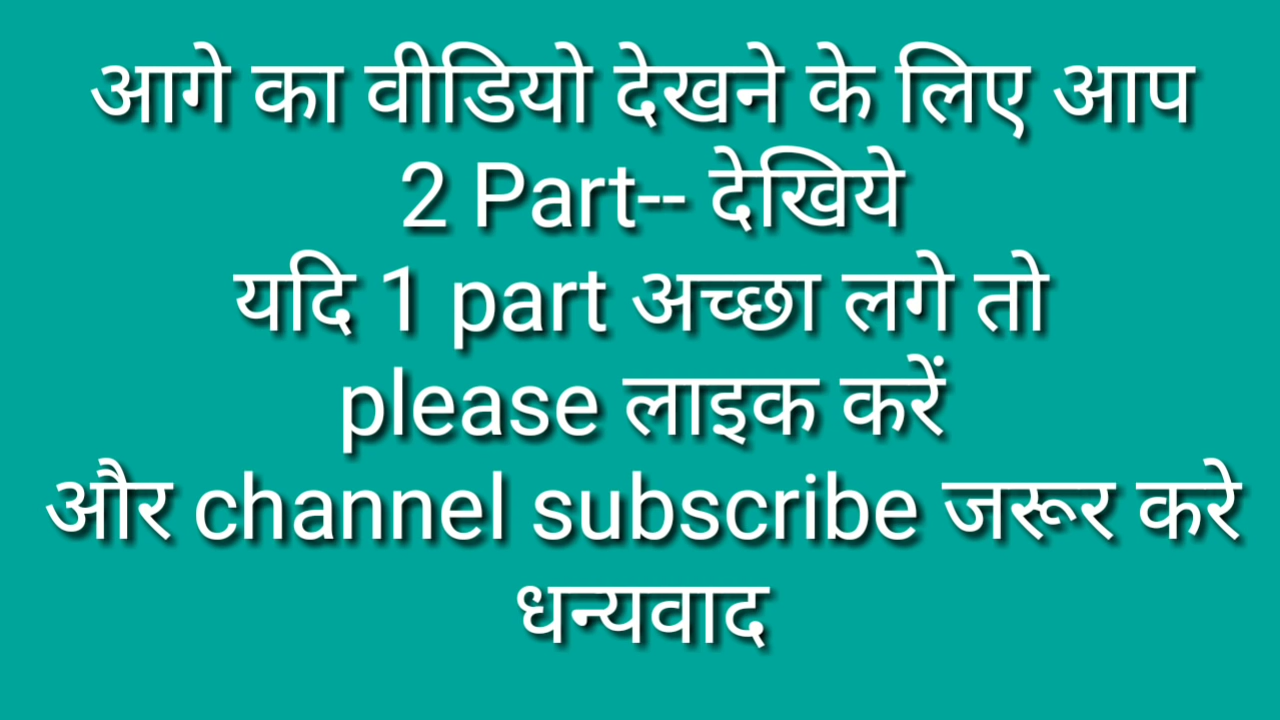 आगे का वीडियो देखने के लिए आप
2 Part-- देखिये
यदि 1 part अच्छा लगे तो
please लाइक करें
और channel subscribe जरूर करे
धन्यवाद